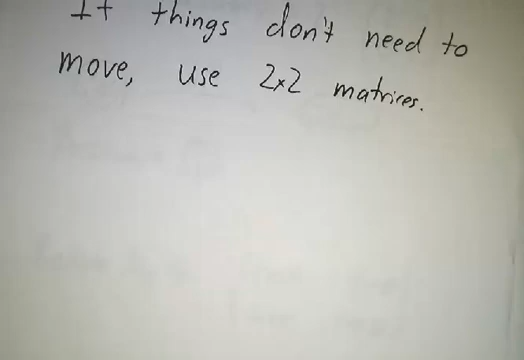 If things don't need to
move, use 2x2 matrices.